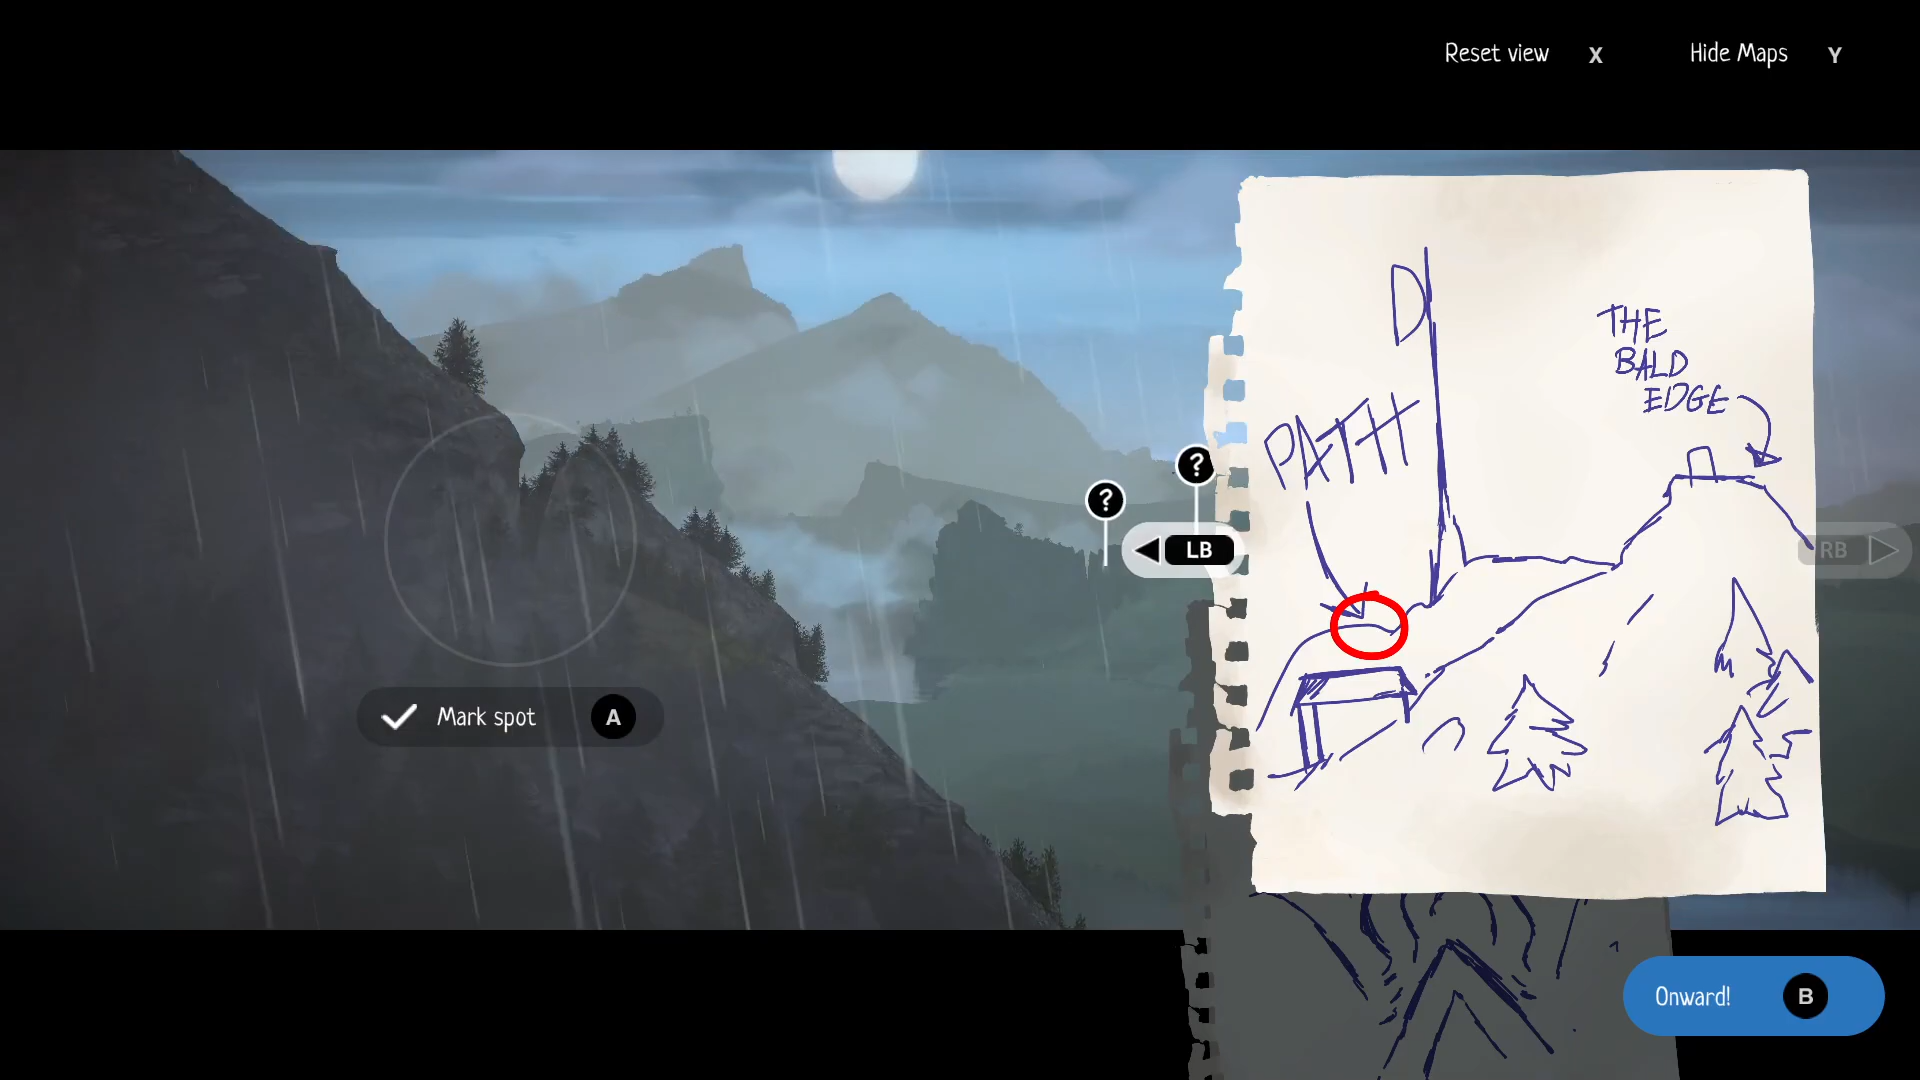 Reset view X Hide Maps Y
D
THE
BALD
EDGE
PATH
?
?
LB
RB
Mark spot A
Onward! B